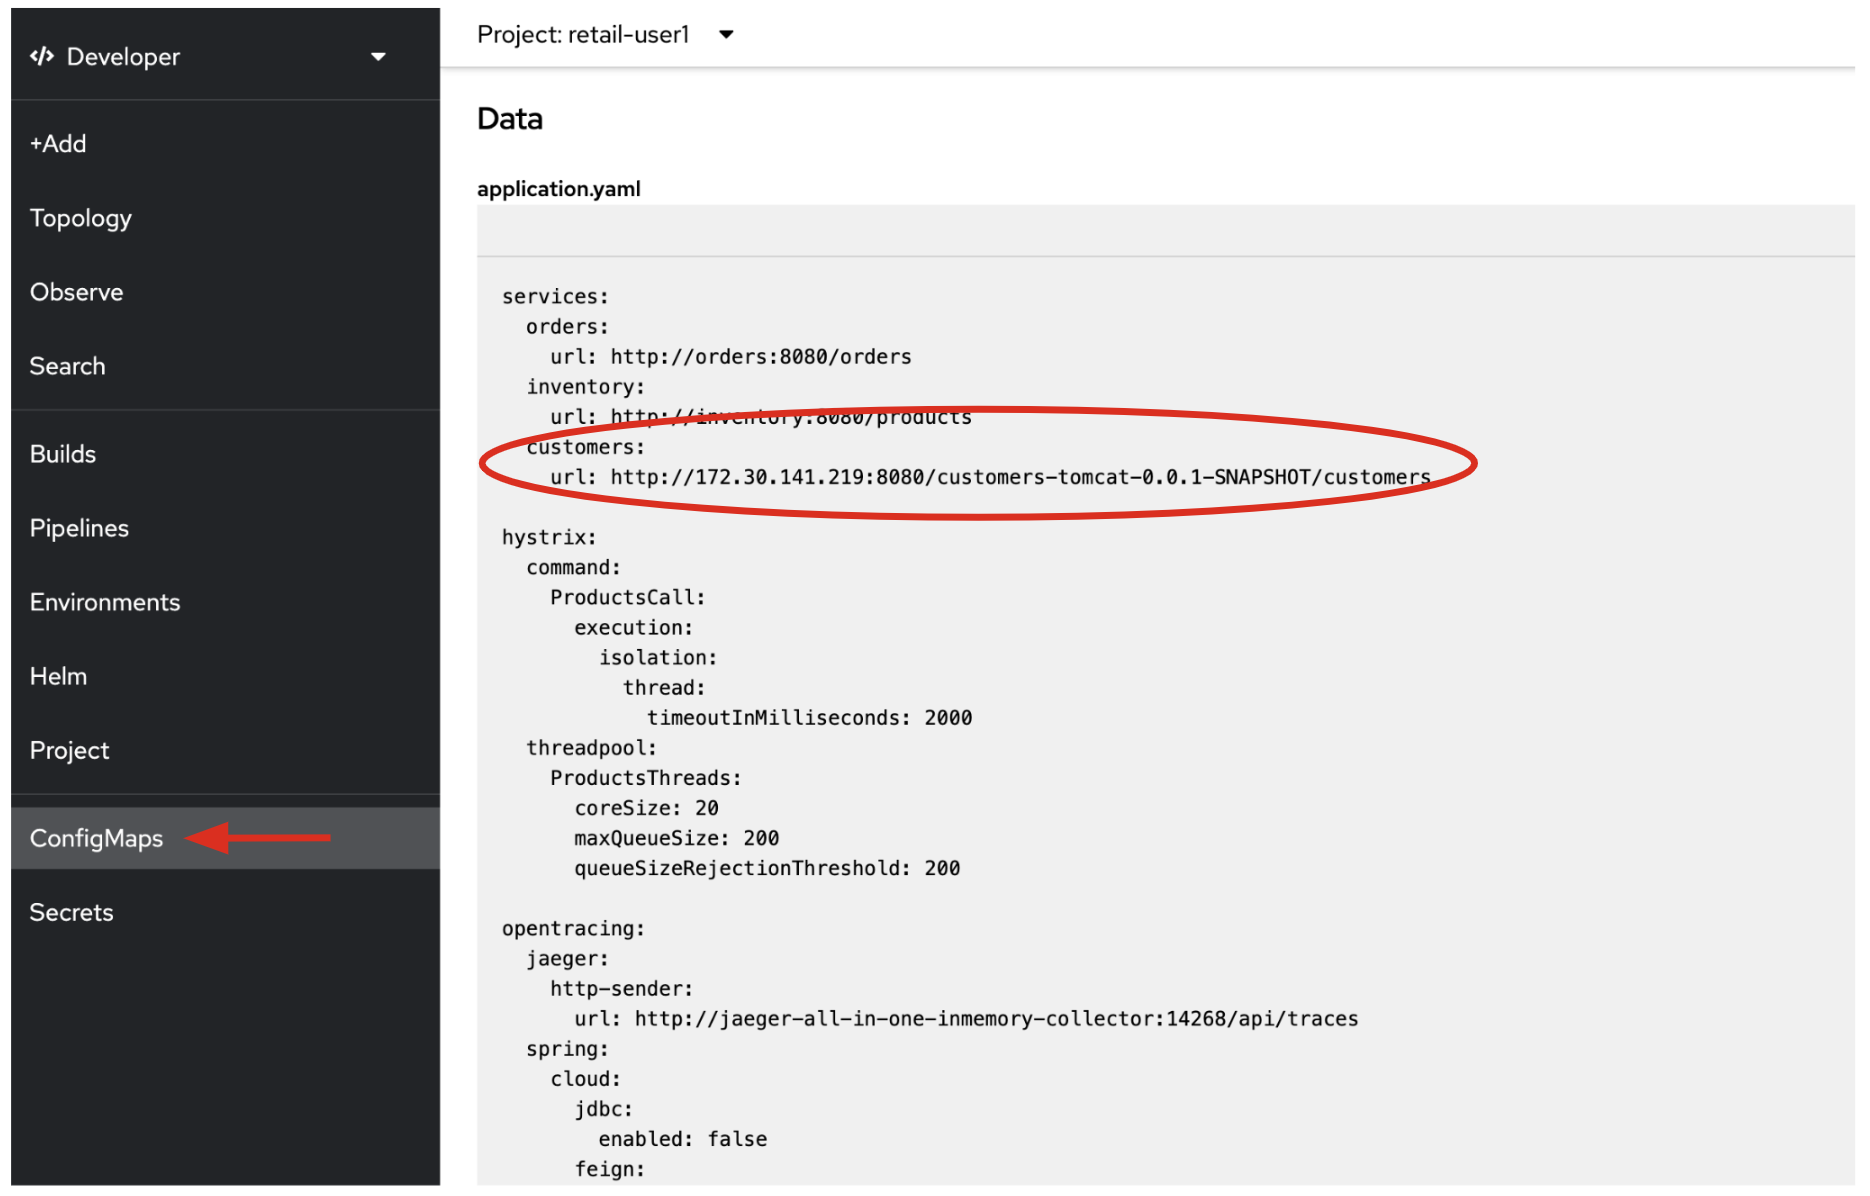 </> Developer
+Add
Topology
Observe
Search
Builds
Pipelines
Environments
Helm
Project
ConfigMaps
Secrets
Project: retail-user1
Data
application.yaml
services:
  orders:
    url: http://orders:8080/orders
  inventory:
    url: http://inventory:8080/products
  customers:
    url: http://172.30.141.219:8080/customers-tomcat-0.0.1-SNAPSHOT/customers
hystrix:
  command:
    ProductsCall:
      execution:
        isolation:
          thread:
            timeoutInMilliseconds: 2000
  threadpool:
    ProductsThreads:
      coreSize: 20
      maxQueueSize: 200
      queueSizeRejectionThreshold: 200
opentracing:
  jaeger:
    http-sender:
      url: http://jaeger-all-in-one-inmemory-collector:14268/api/traces
  spring:
    cloud:
      jdbc:
        enabled: false
      feign: